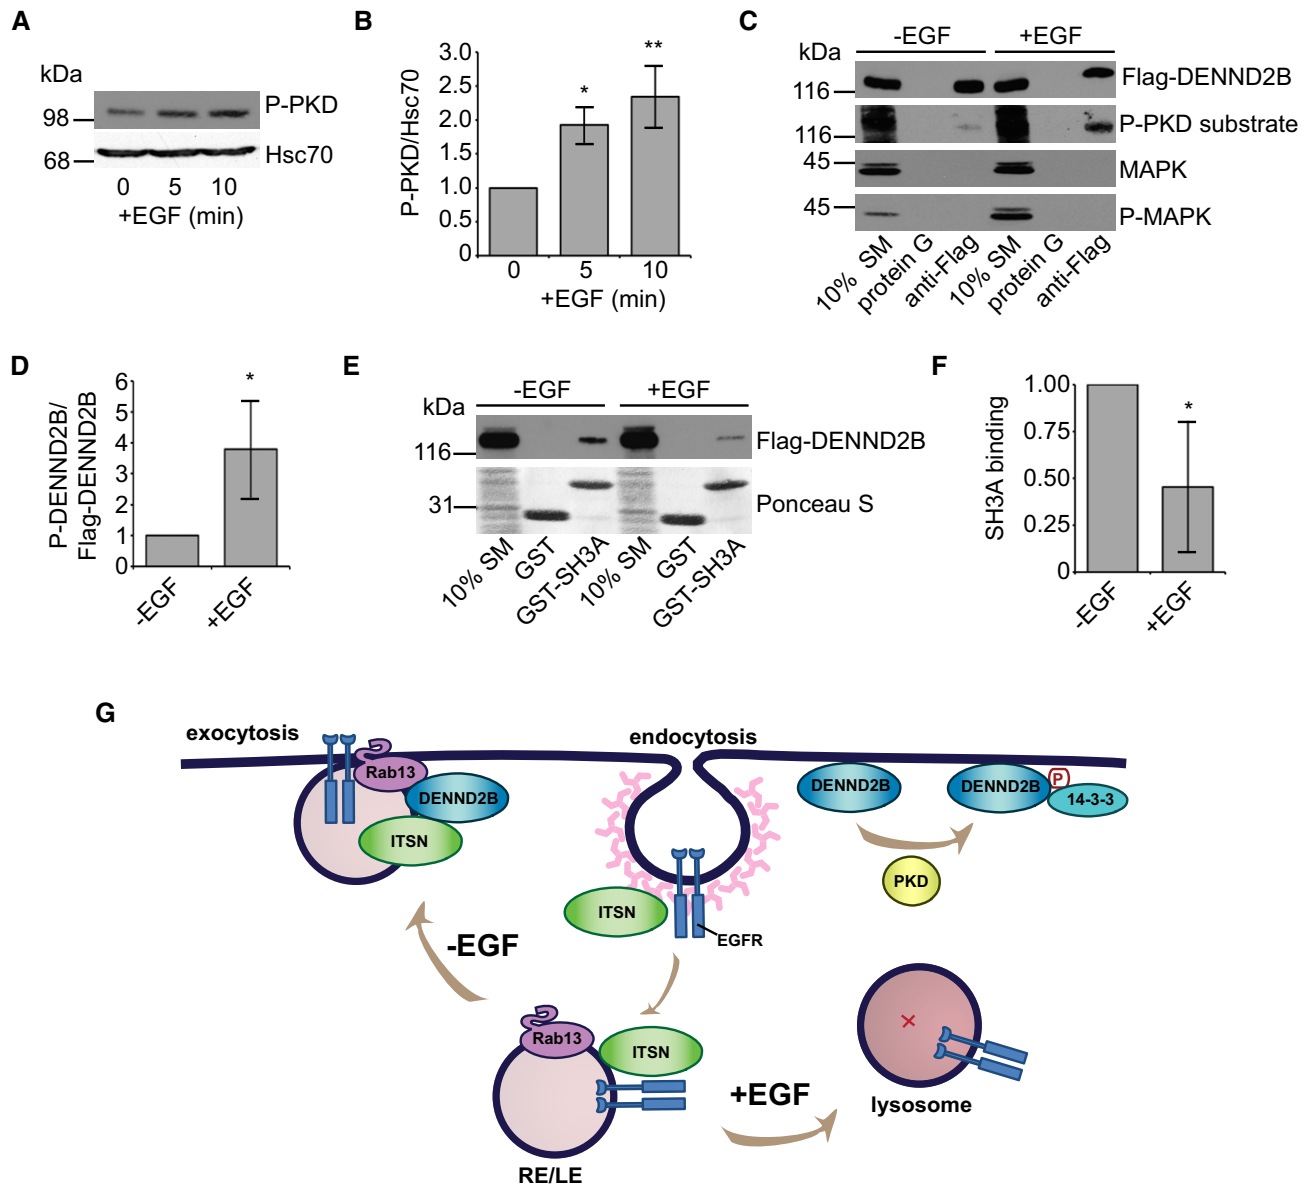 A
kDa
98
68
P-PKD
Hsc70
0 5 10
+EGF (min)
B
P-PKD/Hsc70
3.0
2.5
2.0
1.5
1.0
0.5
0
*
**
0 5 10
+EGF (min)
C
kDa
-EGF +EGF
116
116
45
45
Flag-DENND2B
P-PKD substrate
MAPK
P-MAPK
10% SM
protein G
anti-Flag
10% SM
protein G
anti-Flag
D
P-DENND2B/
Flag-DENND2B
6
5
4
3
2
1
0
*
-EGF
+EGF
E
kDa
-EGF +EGF
116
31
Flag-DENND2B
Ponceau S
10% SM
GST
GST-SH3A
10% SM
GST
GST-SH3A
F
SH3A binding
1.00
0.75
0.50
0.25
0
*
-EGF
+EGF
G
exocytosis
Rab13
DENND2B
ITSN
endocytosis
ITSN
EGFR
DENND2B
PKD
DENND2B
P
14-3-3
-EGF
Rab13
ITSN
RE/LE
+EGF
lysosome